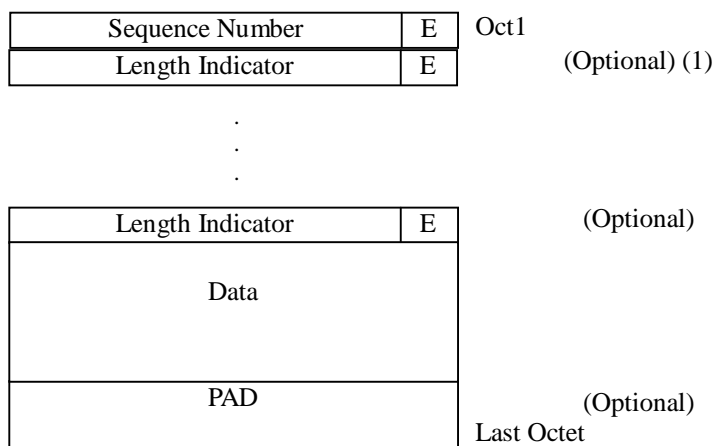 Sequence Number E Oct1
Length Indicator E (Optional) (1)
.
.
.
Length Indicator E (Optional)
Data
PAD (Optional)
Last Octet